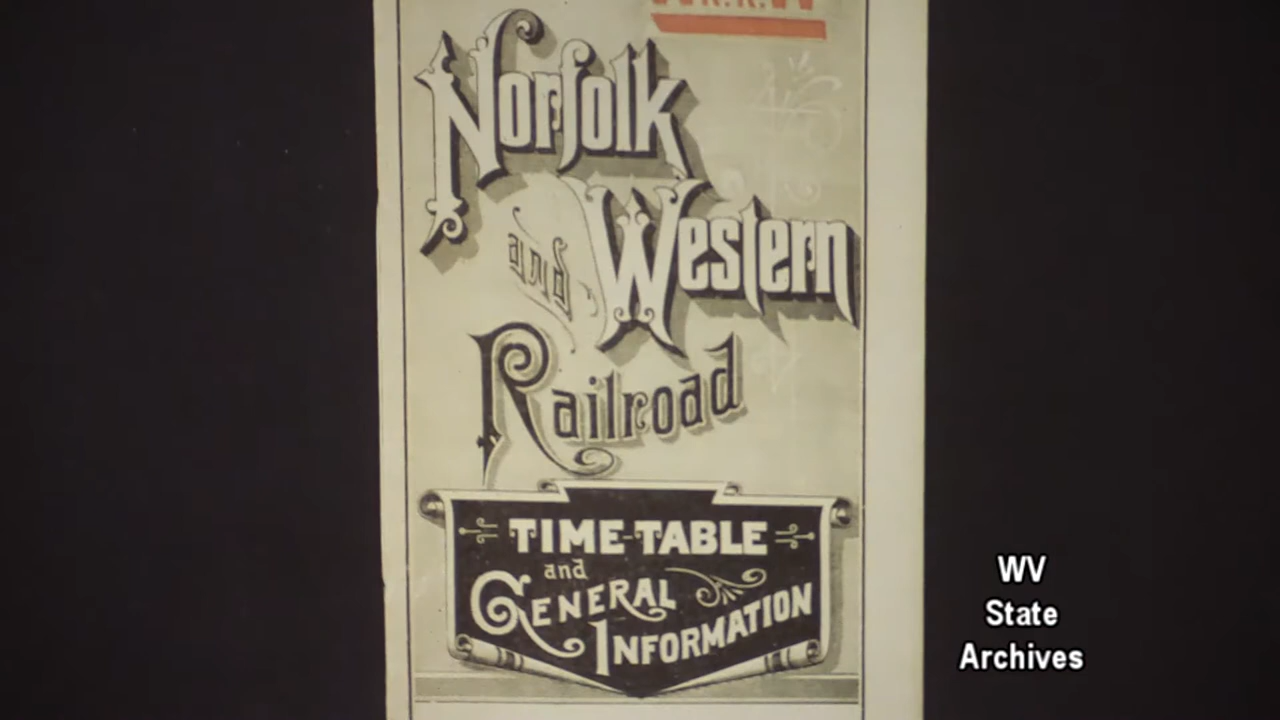 Norfolk
and Western
Railroad
TIME-TABLE
and
GENERAL
INFORMATION
WV
State
Archives